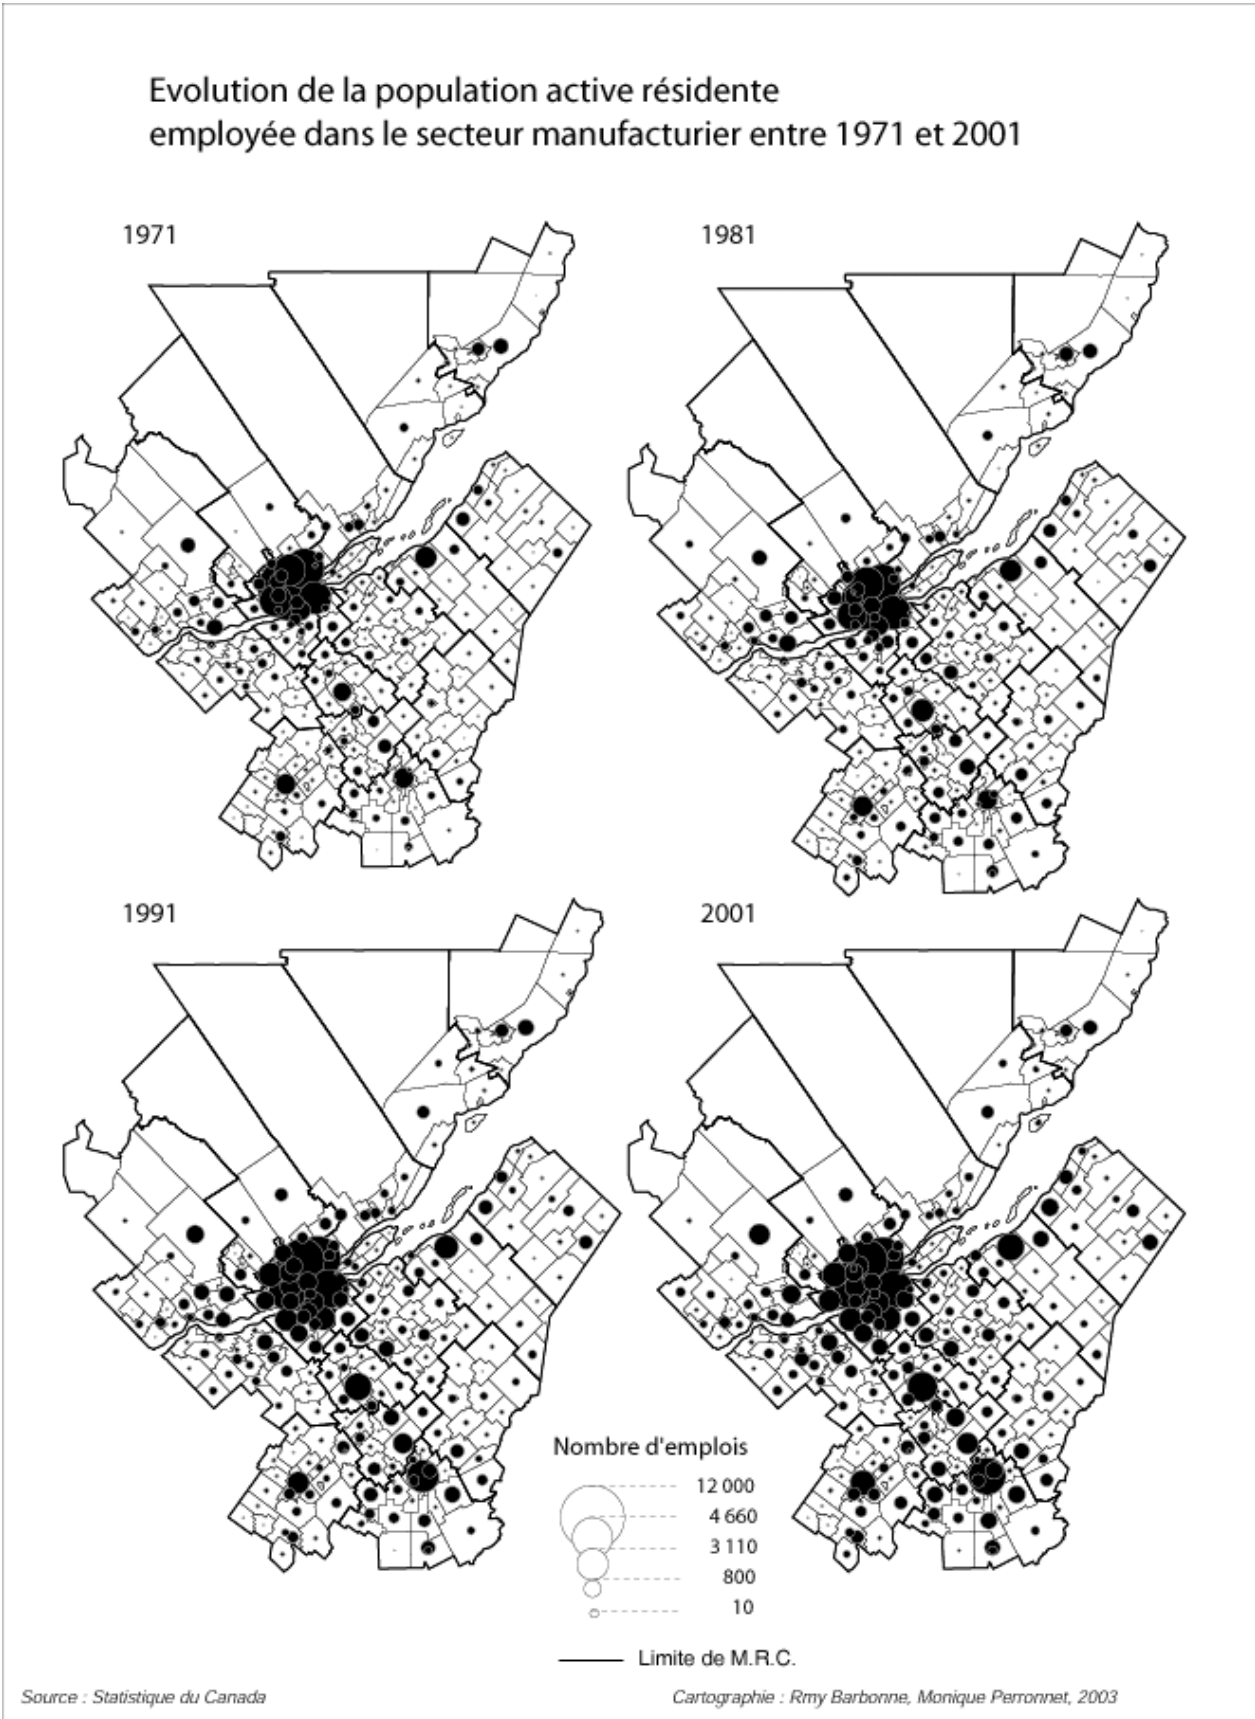 Evolution de la population active résidente
employée dans le secteur manufacturier entre 1971 et 2001
1971
1981
1991
2001
Nombre d'emplois
12 000
4 660
3 110
800
10
Limite de M.R.C.
Source : Statistique du Canada
Cartographie : Rmy Barbonne, Monique Perronnet, 2003